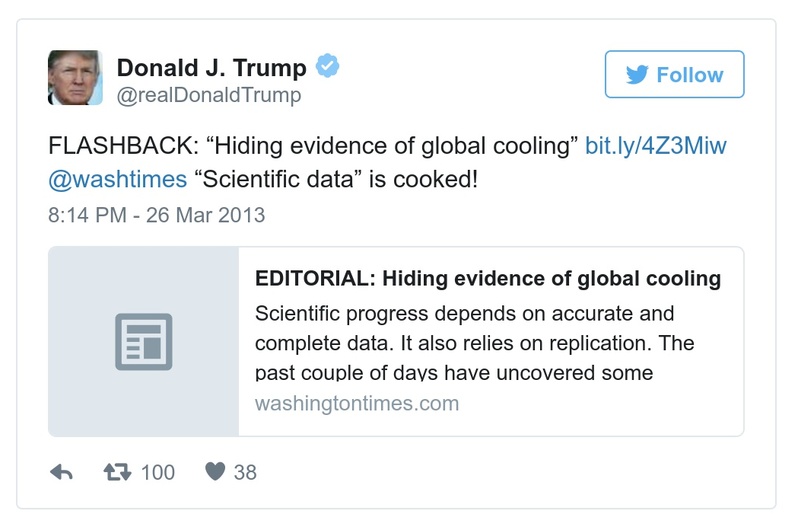 Donald J. Trump
@realDonaldTrump
Follow
FLASHBACK: “Hiding evidence of global cooling” bit.ly/4Z3Miw
@washtimes “Scientific data” is cooked!
8:14 PM - 26 Mar 2013
EDITORIAL: Hiding evidence of global cooling
Scientific progress depends on accurate and
complete data. It also relies on replication. The
past couple of days have uncovered some
washingtontimes.com
100 38